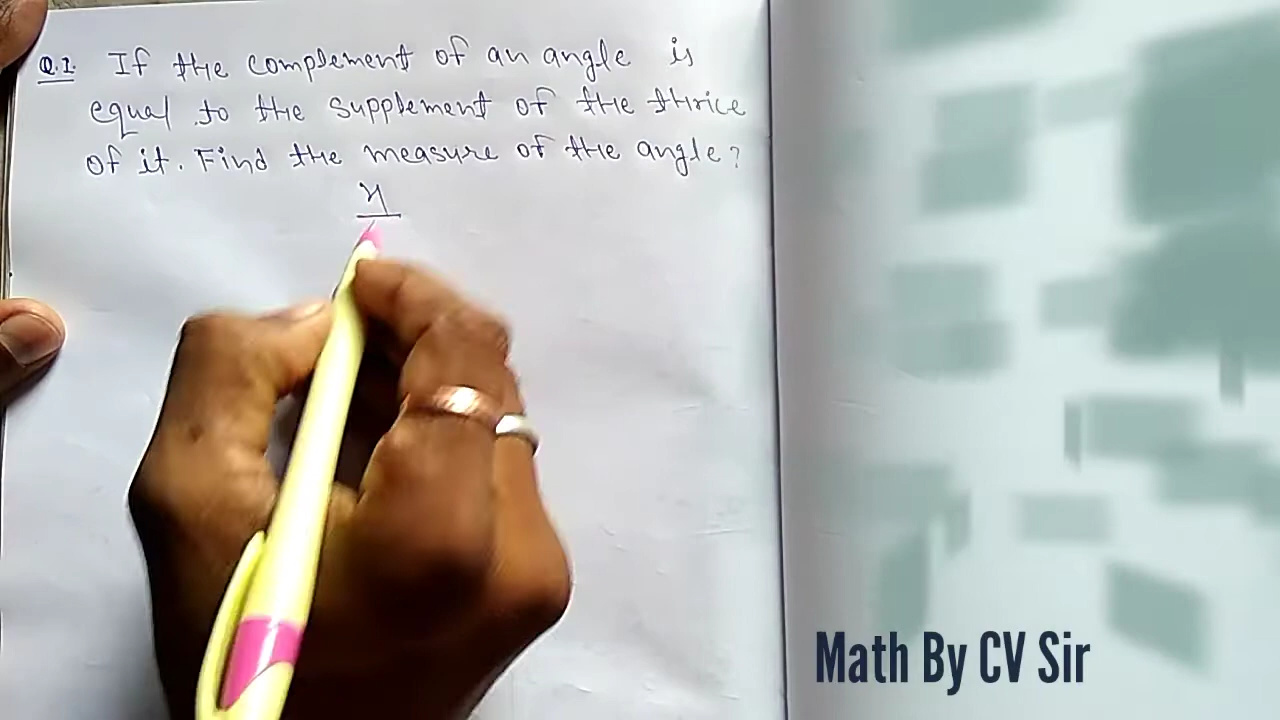 Q.1. If the complement of an angle is
equal to the supplement of the thrice
of it. Find the measure of the angle?
x
Math By CV Sir